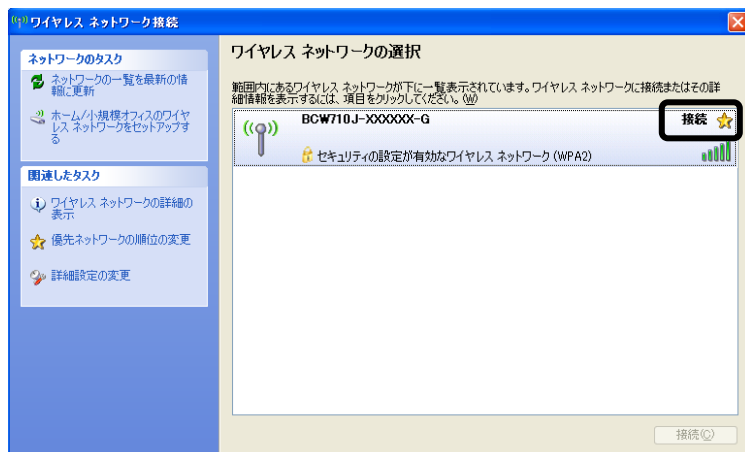 ワイヤレス ネットワーク接続
ネットワークのタスク
ネットワークの一覧を最新の情
報に更新
ホーム/小規模オフィスのワイヤ
レス ネットワークをセットアップす
る
関連したタスク
ワイヤレス ネットワークの詳細の
表示
優先ネットワークの順位の変更
詳細設定の変更
ワイヤレス ネットワークの選択
範囲内にあるワイヤレス ネットワークが下に一覧表示されています。ワイヤレス ネットワークに接続またはその詳
細情報を表示するには、項目をクリックしてください。(W)
BCW710J-XXXXXX-G
接続
セキュリティの設定が有効なワイヤレス ネットワーク (WPA2)
接続(C)